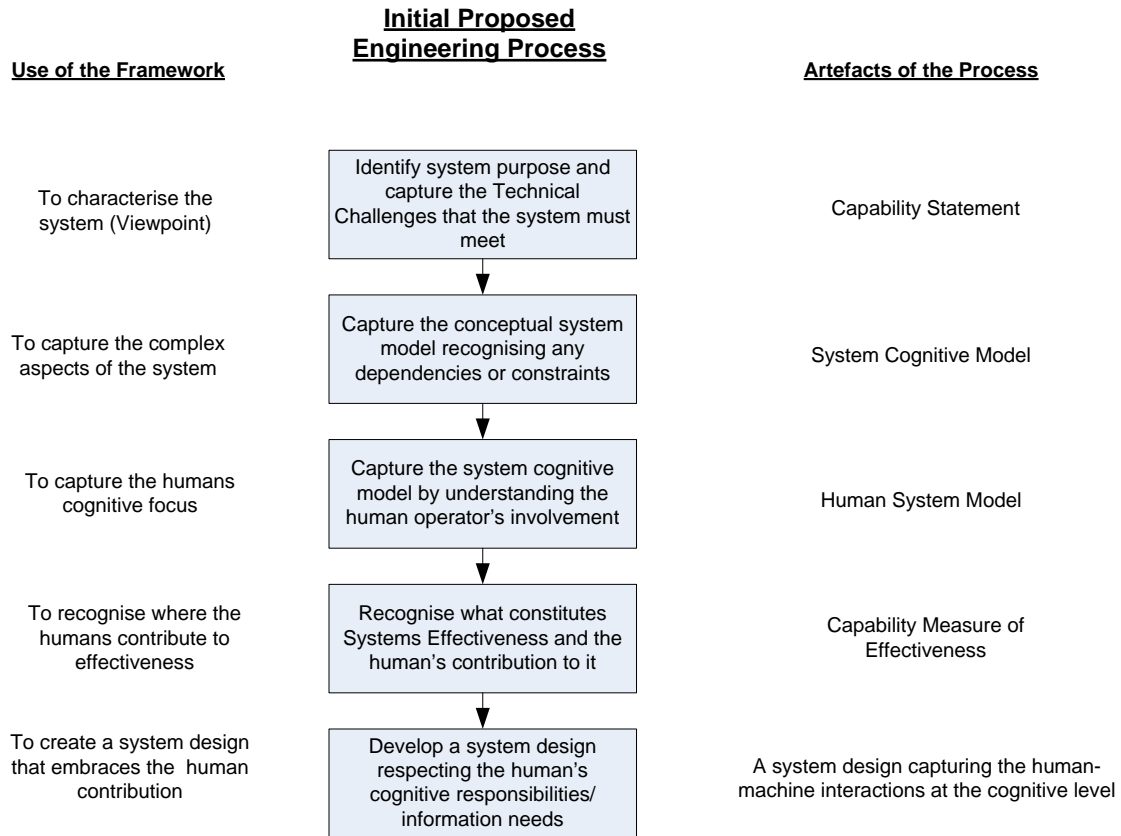 Initial Proposed
Engineering Process
Use of the Framework
Artefacts of the Process
To characterise the
system (Viewpoint)
Identify system purpose and
capture the Technical
Challenges that the system must
meet
Capability Statement
To capture the complex
aspects of the system
Capture the conceptual system
model recognising any
dependencies or constraints
System Cognitive Model
To capture the humans
cognitive focus
Capture the system cognitive
model by understanding the
human operator’s involvement
Human System Model
To recognise where the
humans contribute to
effectiveness
Recognise what constitutes
Systems Effectiveness and the
human’s contribution to it
Capability Measure of
Effectiveness
To create a system design
that embraces the human
contribution
Develop a system design
respecting the human’s
cognitive responsibilities/
information needs
A system design capturing the human-
machine interactions at the cognitive level